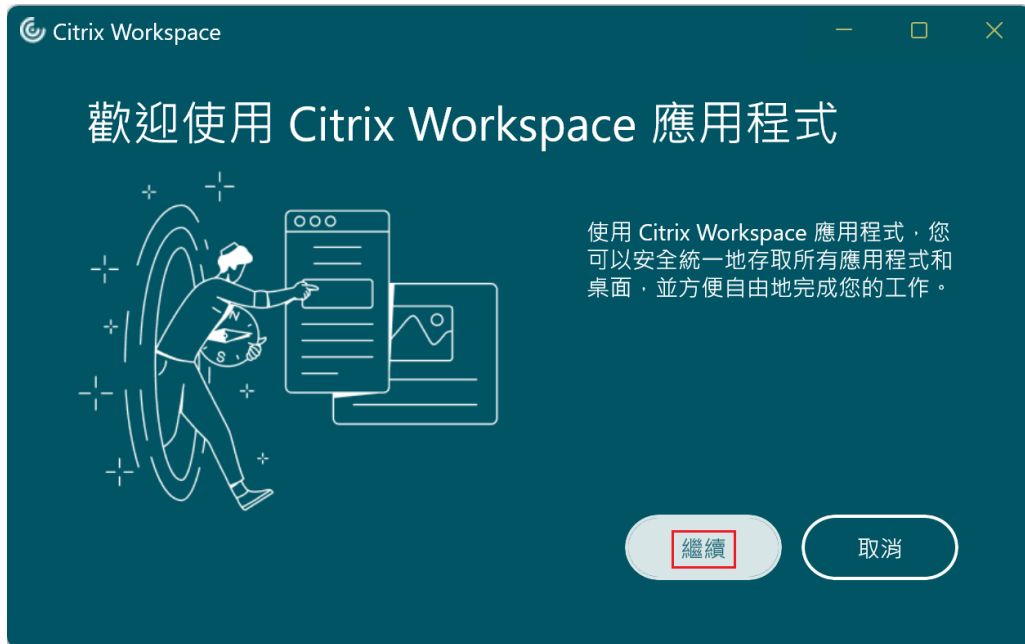 Citrix Workspace
歡迎使用 Citrix Workspace 應用程式
使用 Citrix Workspace 應用程式，您
可以安全統一地存取所有應用程式和
桌面，並方便自由地完成您的工作。
N
S
繼續
取消